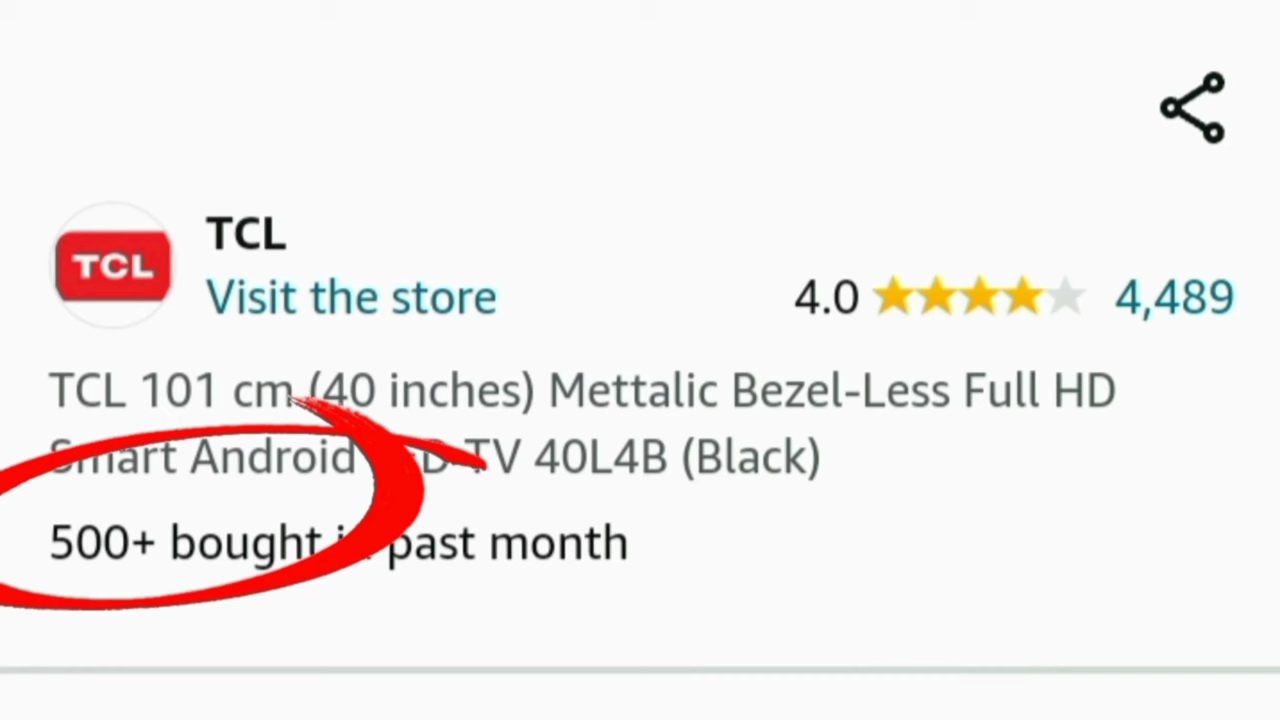 TCL
TCL
Visit the store
4.0
4,489
TCL 101 cm (40 inches) Mettalic Bezel-Less Full HD
Smart Android TV 40L4B (Black)
500+ bought in past month